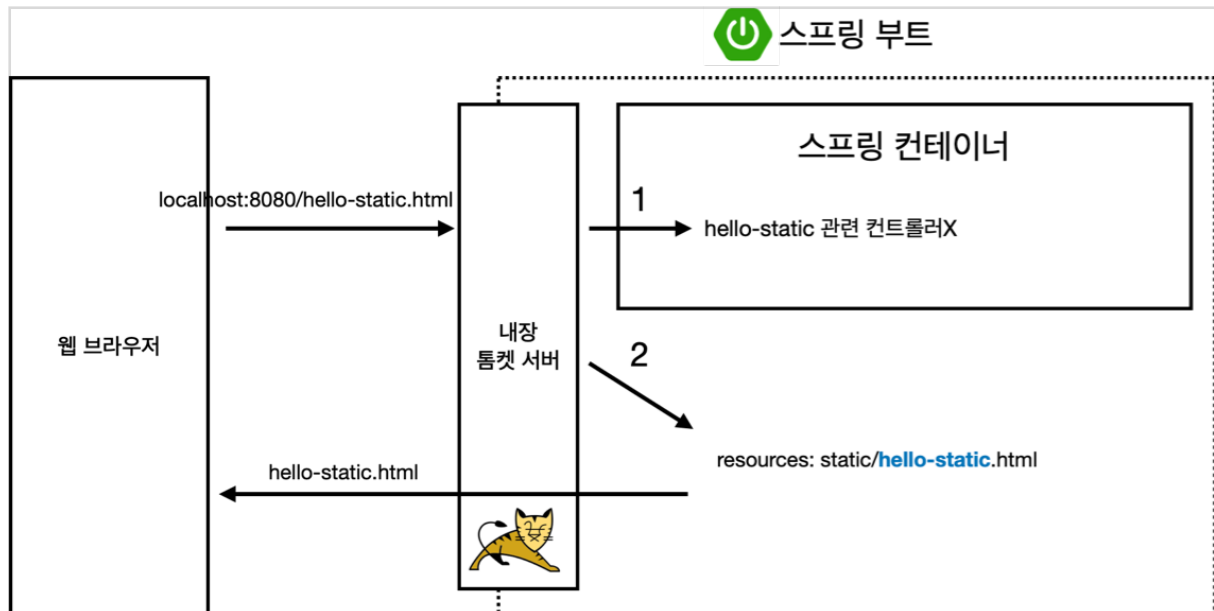 스프링 부트
스프링 컨테이너
localhost:8080/hello-static.html
1
hello-static 관련 컨트롤러X
웹 브라우저
내장
톰켓 서버
2
resources: static/hello-static.html
hello-static.html